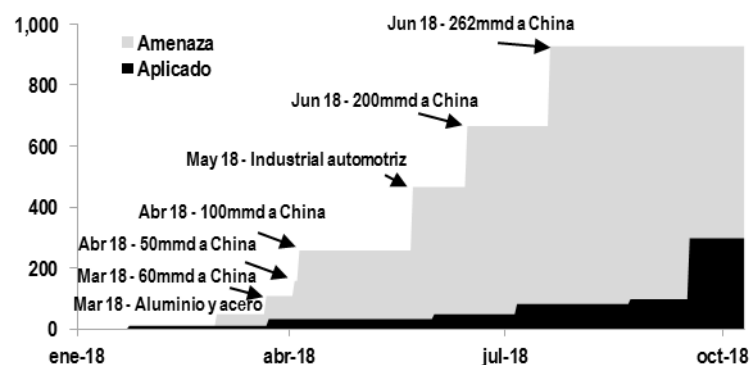 1,000
800
600
400
200
0
Amenaza
Aplicado
Jun 18 - 262mmd a China
Jun 18 - 200mmd a China
May 18 - Industrial automotriz
Abr 18 - 100mmd a China
Abr 18 - 50mmd a China
Mar 18 - 60mmd a China
Mar 18 - Aluminio y acero
ene-18 abr-18 jul-18 oct-18